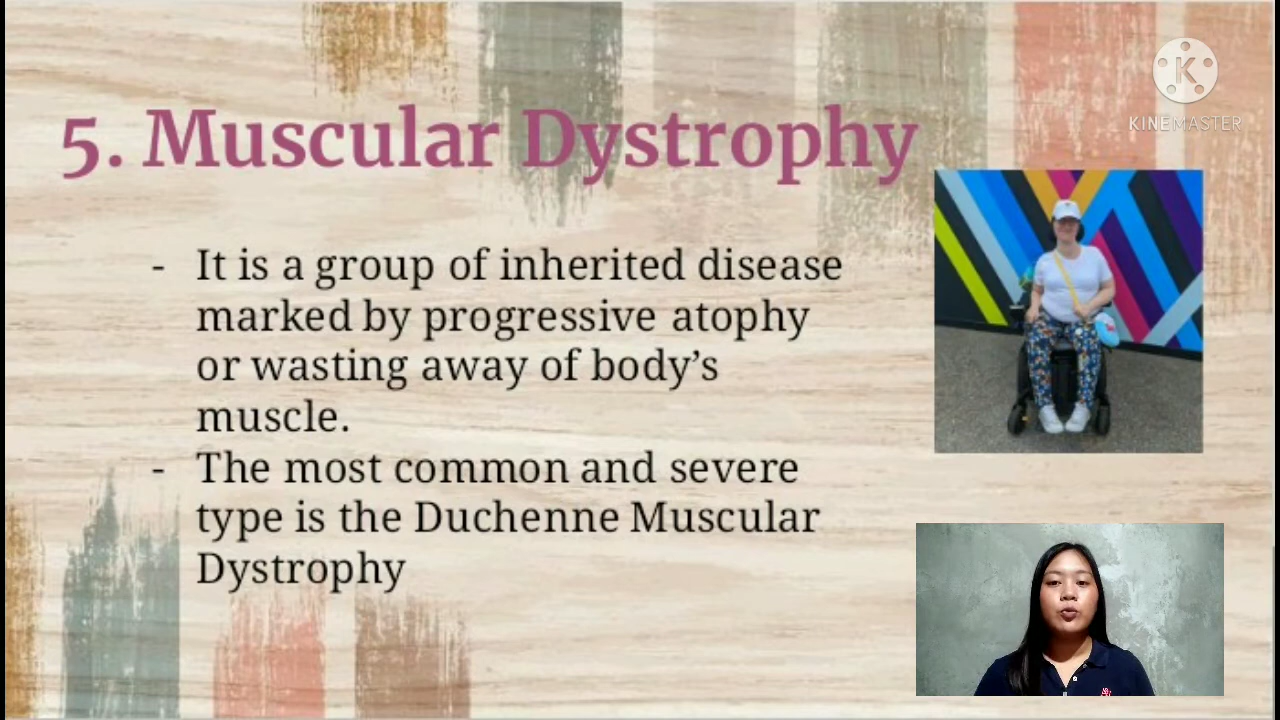 5. Muscular Dystrophy
- It is a group of inherited disease
marked by progressive atophy
or wasting away of body's
muscle.
- The most common and severe
type is the Duchenne Muscular
Dystrophy
K
KINEMASTER